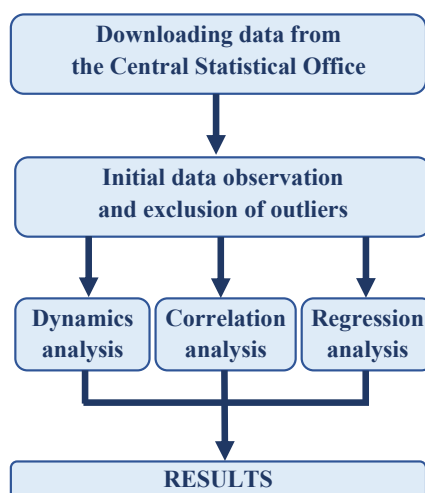 Downloading data from
the Central Statistical Office
Initial data observation
and exclusion of outliers
Dynamics
analysis
Correlation
analysis
Regression
analysis
RESULTS